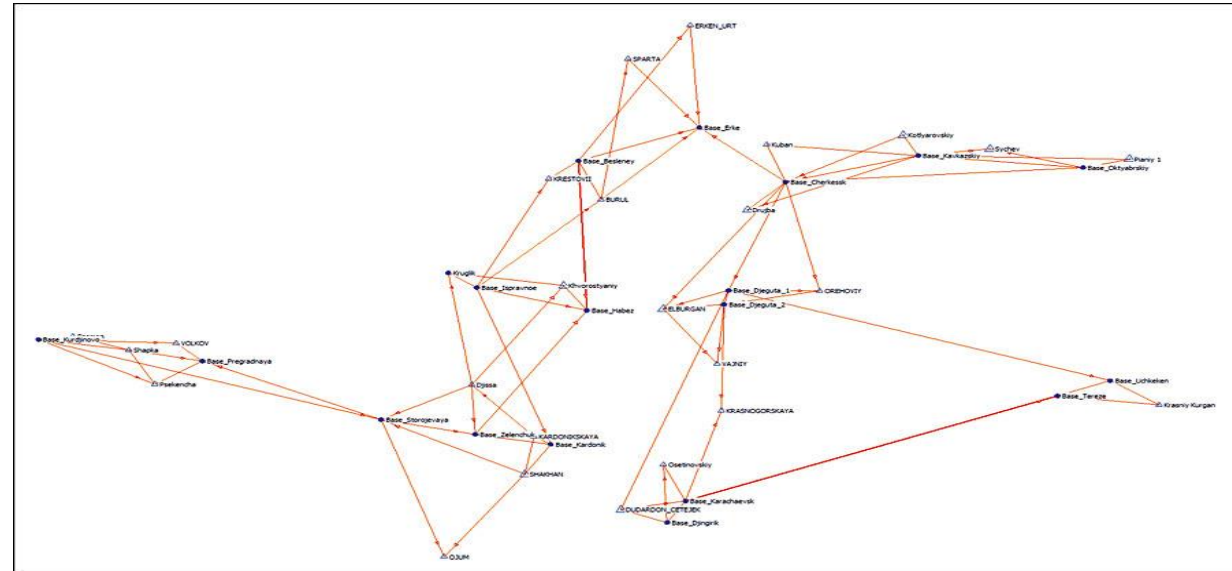 ERKEN_URT
SPARTA
Base_Erke
Kuban
Kotlyarovskiy
Base_Kavkazskiy
Sychev
Pianiy 1
Base_Oktyabrskiy
Base_Besleney
KRESTOVII
BURUL
Base_Cherkessk
Drujba
Kruglik
Base_Ispravnoe
Khvorostyaniy
Base_Habez
Base_Djeguta_1
OREHOVIY
ELBURGAN
Base_Djeguta_2
Base_Kurdjinovo
Shapka
VOLKOV
Base_Pregradnaya
Psekencha
VAJNIY
Base_Uchkeken
Djssa
Base_Tereze
Krasniy Kurgan
KRASNOGORSKAYA
Base_Storojevaya
Base_Zelenchuk
KARDONIKSKAYA
Base_Kardonik
SHAKHAN
Osetinovskiy
Base_Karachaevsk
DUDARDON_CETEJEK
Base_Djingirik
OJUM